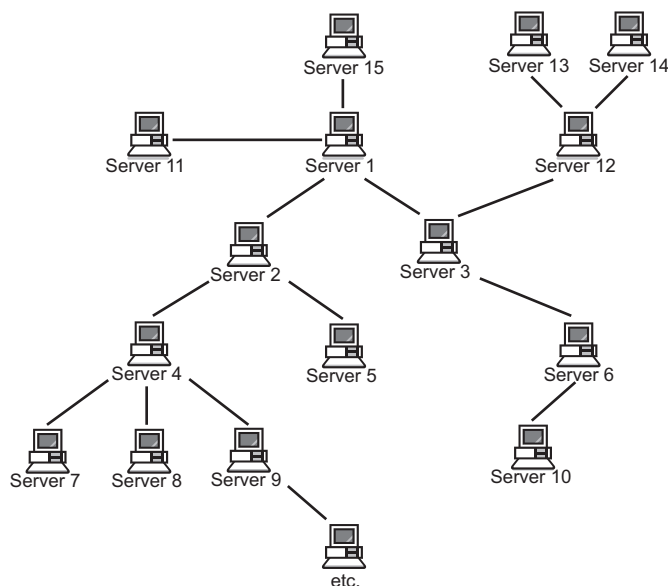 Server 15
Server 13
Server 14
Server 11
Server 1
Server 12
Server 2
Server 3
Server 4
Server 5
Server 6
Server 7
Server 8
Server 9
Server 10
etc.